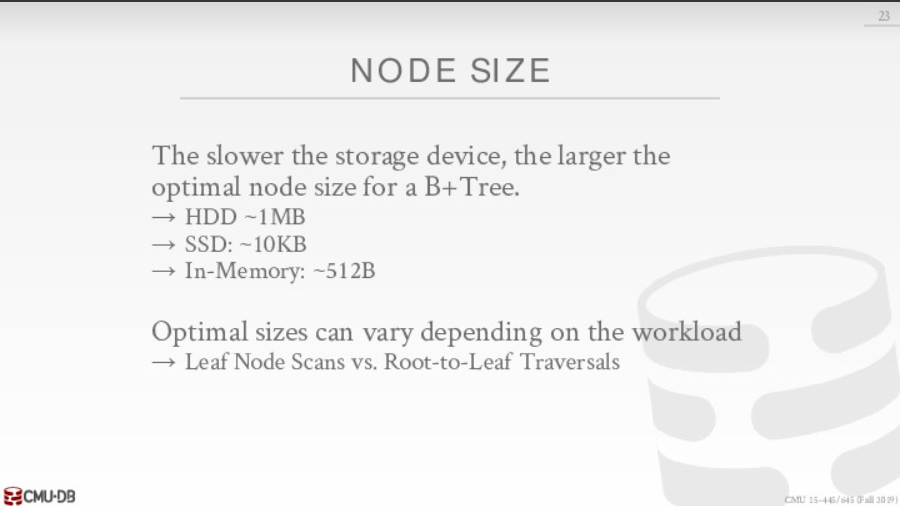 23
NODE SIZE
The slower the storage device, the larger the
optimal node size for a B+Tree.
→ HDD ~1MB
→ SSD: ~10KB
→ In-Memory: ~512B
Optimal sizes can vary depending on the workload
→ Leaf Node Scans vs. Root-to-Leaf Traversals
CMU·DB
CMU 15-445/645 (Fall 2019)